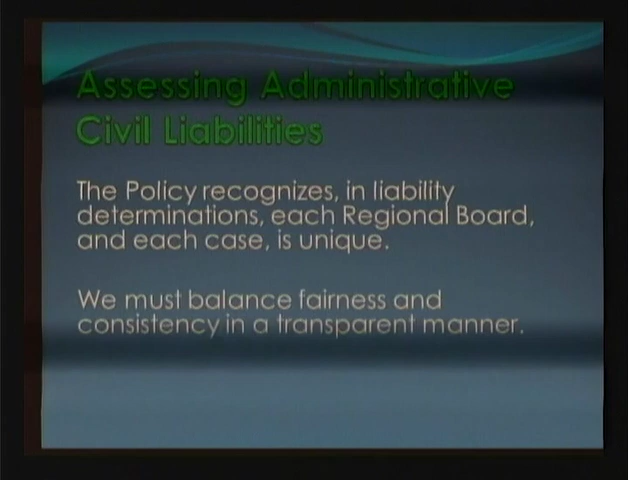 Assessing Administrative
Civil Liabilities
The Policy recognizes, in liability
determinations, each Regional Board,
and each case, is unique.
We must balance fairness and
consistency in a transparent manner.